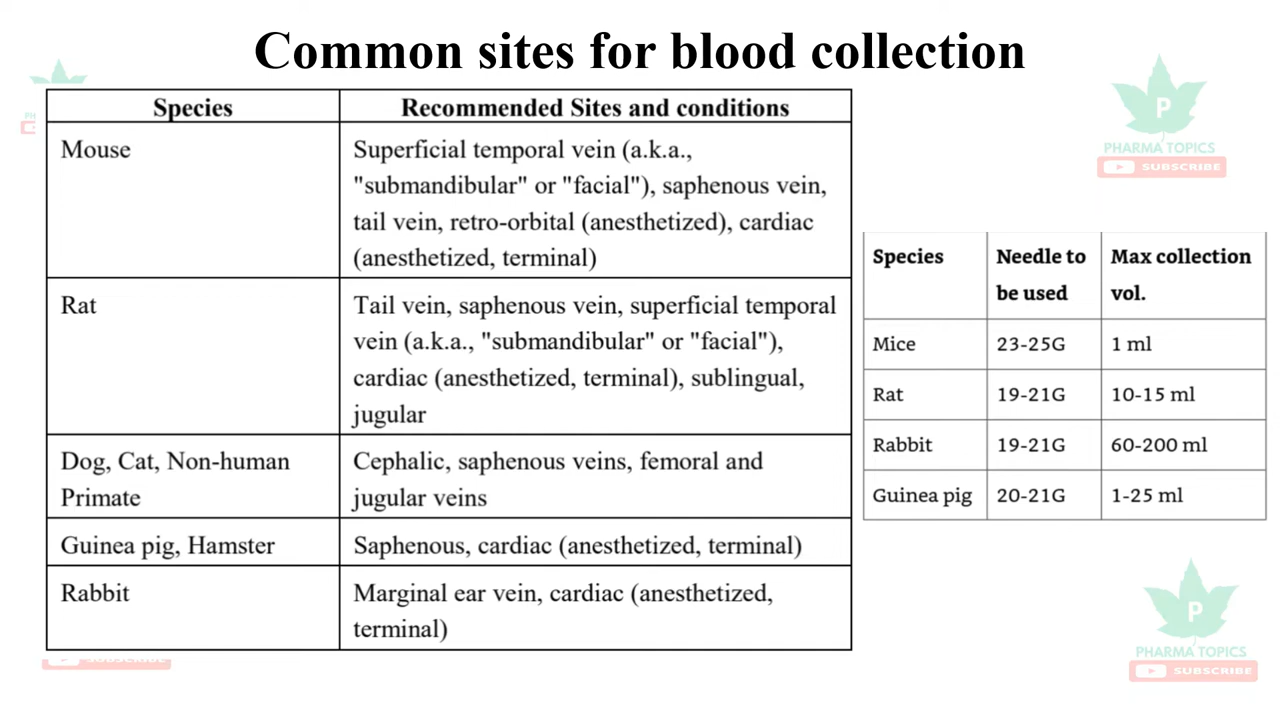 Common sites for blood collection
Species
Recommended Sites and conditions
Mouse
Superficial temporal vein (a.k.a.,
"submandibular" or "facial"), saphenous vein,
tail vein, retro-orbital (anesthetized), cardiac
(anesthetized, terminal)
Rat
Tail vein, saphenous vein, superficial temporal
vein (a.k.a., "submandibular" or "facial"),
cardiac (anesthetized, terminal), sublingual,
jugular
Dog, Cat, Non-human
Primate
Cephalic, saphenous veins, femoral and
jugular veins
Guinea pig, Hamster
Saphenous, cardiac (anesthetized, terminal)
Rabbit
Marginal ear vein, cardiac (anesthetized,
terminal)
P
PHARMA TOPICS
SUBSCRIBE
Species
Needle to
be used
Max collection
vol.
Mice
23-25G
1 ml
Rat
19-21G
10-15 ml
Rabbit
19-21G
60-200 ml
Guinea pig
20-21G
1-25 ml
P
PHARMA TOPICS
SUBSCRIBE